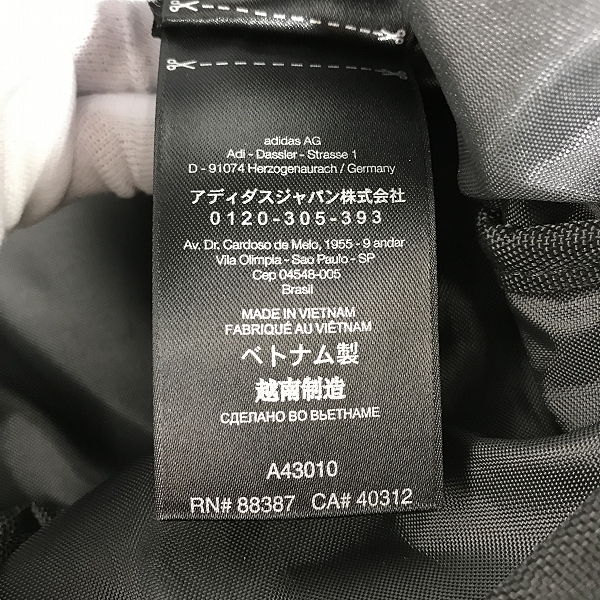 adidas AG
Adi - Dassler - Strasse 1
D - 91074 Herzogenaurach / Germany
アディダスジャパン株式会社
0120-305-393
Av. Dr. Cardoso de Melo, 1955 - 9 andar
Vila Olimpia - Sao Paulo - SP
Cep 04548-005
Brasil
MADE IN VIETNAM
FABRIQUÉ AU VIÊTNAM
ベトナム製
越南制造
СДЕЛАНО ВО ВЬЕТНАМЕ
A43010
RN# 88387 CA# 40312